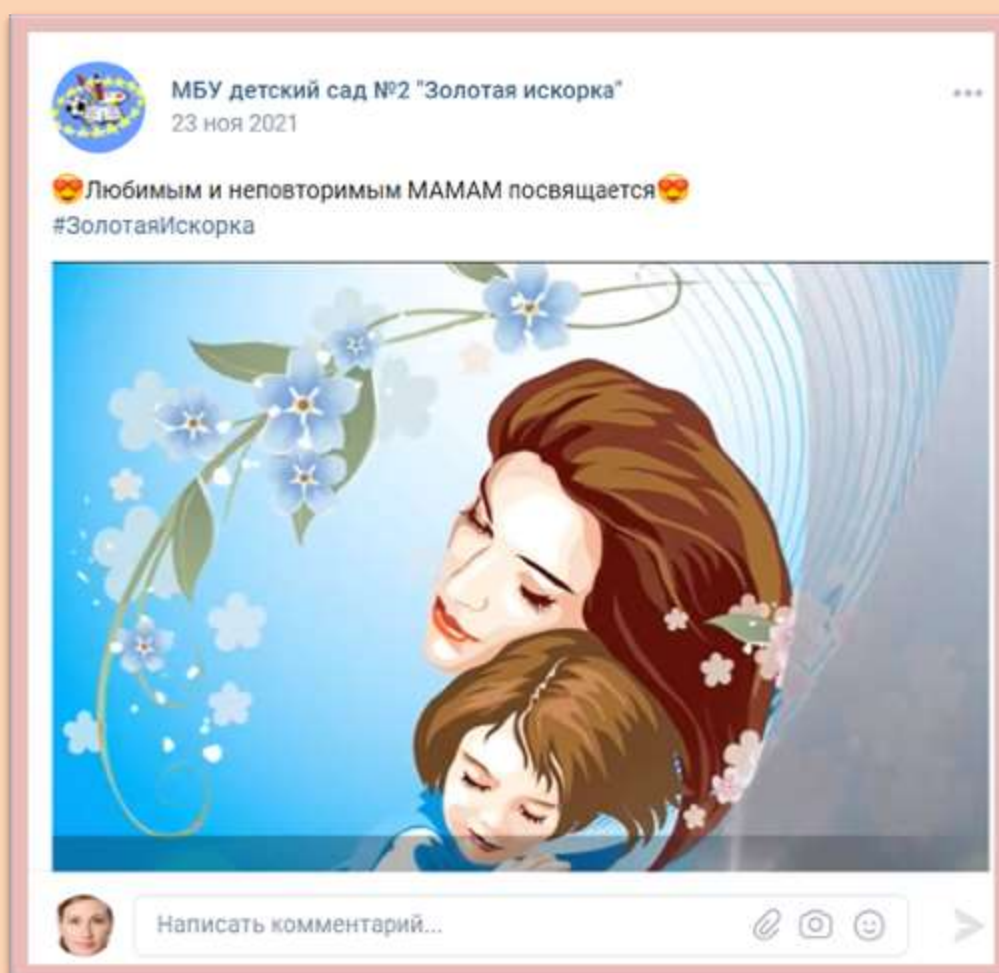 МБУ детский сад №2 "Золотая искорка"
23 ноя 2021
😍Любимым и неповторимым МАМАМ посвящается😍
#ЗолотаяИскорка
Написать комментарий...